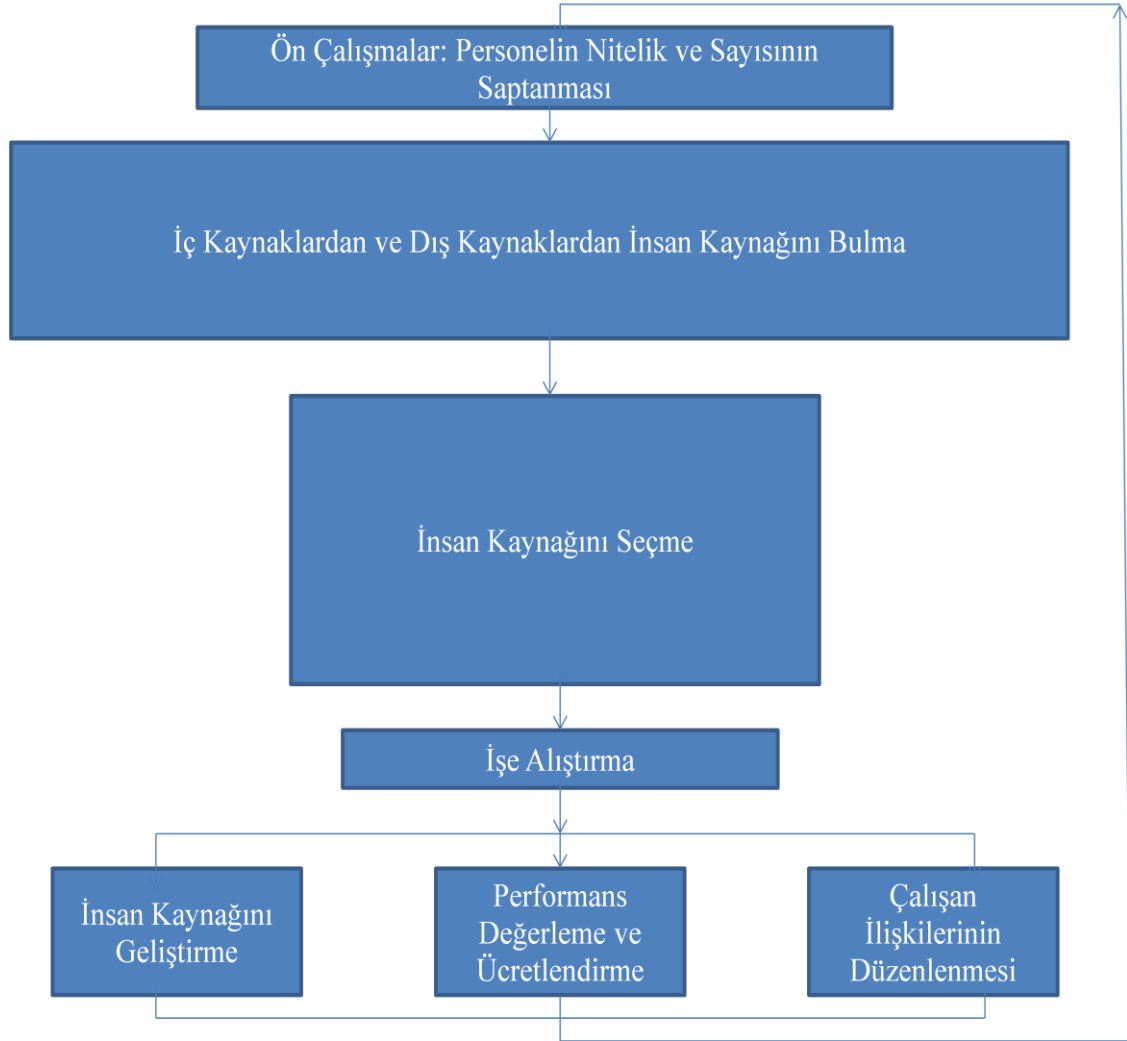 Ön Çalışmalar: Personelin Nitelik ve Sayısının
Saptanması
İç Kaynaklardan ve Dış Kaynaklardan İnsan Kaynağını Bulma
İnsan Kaynağını Seçme
İşe Alıştırma
İnsan Kaynağını
Geliştirme
Performans
Değerleme ve
Ücretlendirme
Çalışan
İlişkilerinin
Düzenlenmesi